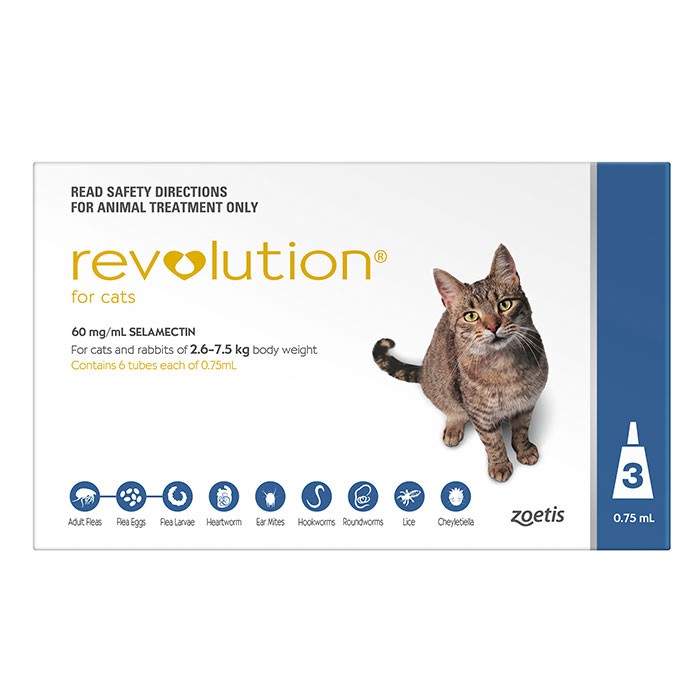 READ SAFETY DIRECTIONS
FOR ANIMAL TREATMENT ONLY
revolution®
for cats
60 mg/mL SELAMECTIN
For cats and rabbits of 2.6-7.5 kg body weight
Contains 6 tubes each of 0.75mL
Adult Fleas Flea Eggs Flea Larvae Heartworm Ear Mites Hookworms Roundworms Lice Cheyletiella
zoetis
3
0.75 mL